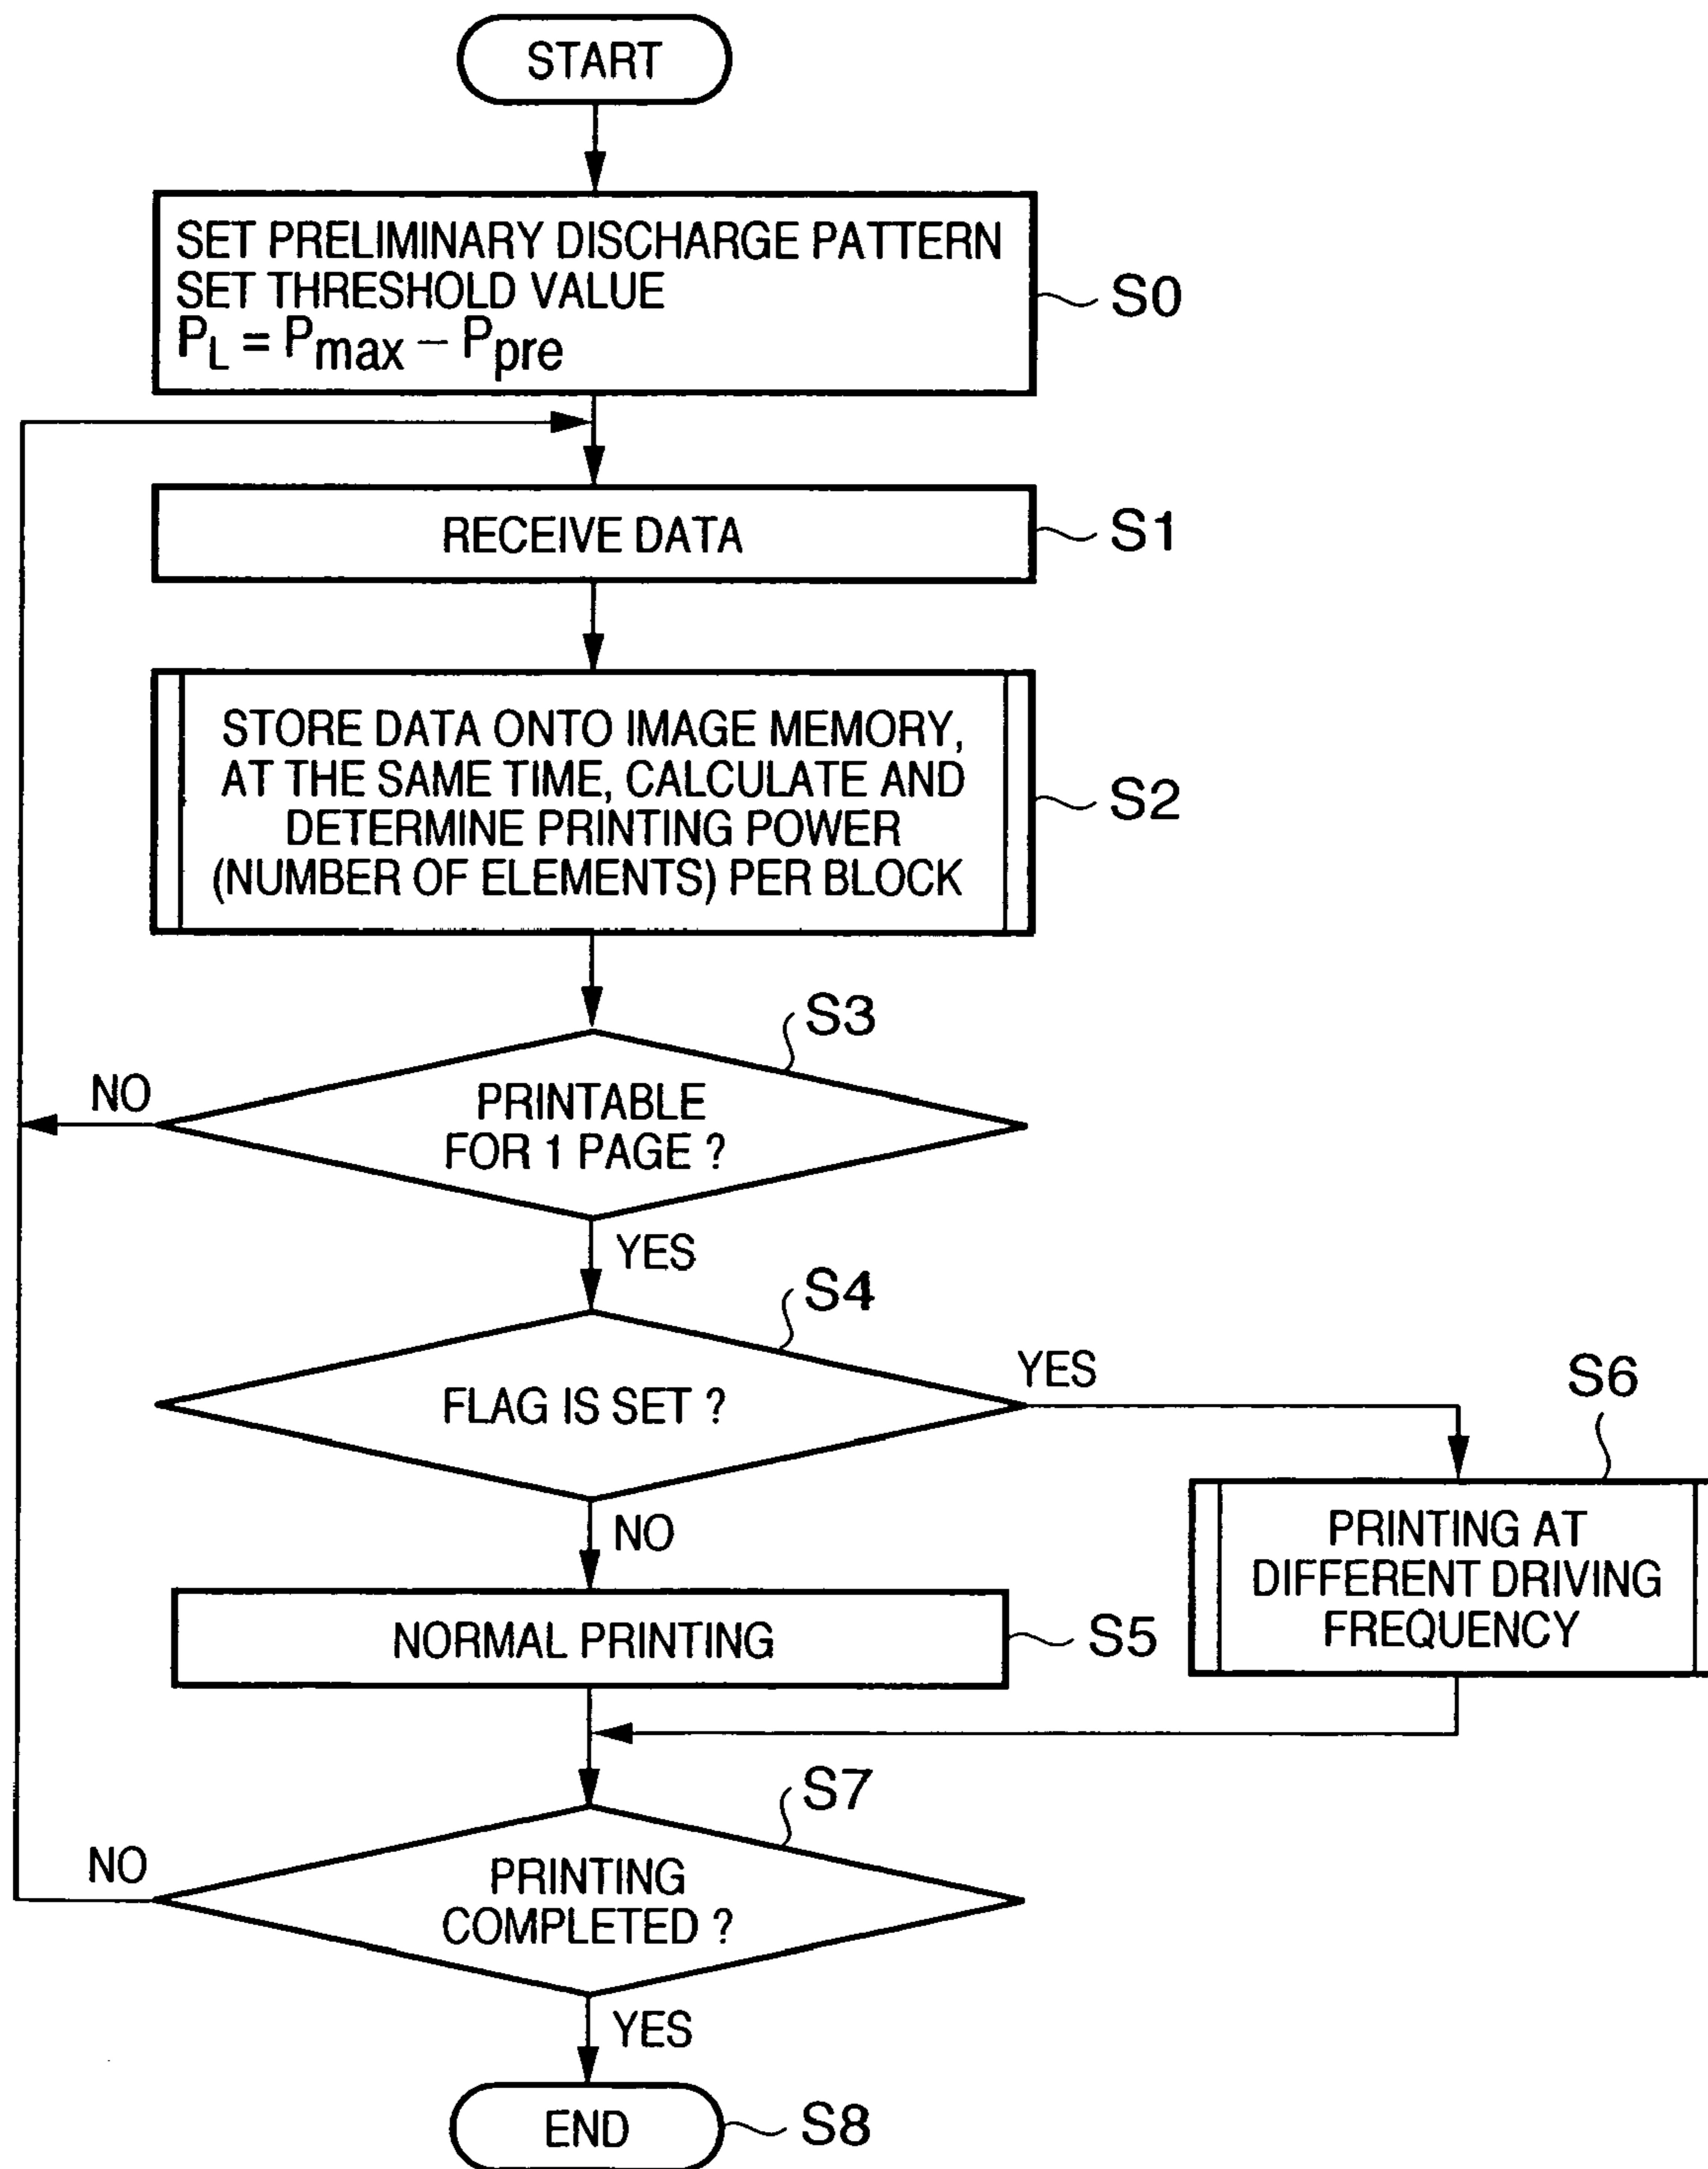 START
SET PRELIMINARY DISCHARGE PATTERN
SET THRESHOLD VALUE
PL = Pmax – Ppre
S0
RECEIVE DATA
S1
STORE DATA ONTO IMAGE MEMORY,
AT THE SAME TIME, CALCULATE AND
DETERMINE PRINTING POWER
(NUMBER OF ELEMENTS) PER BLOCK
S2
S3
NO
PRINTABLE
FOR 1 PAGE ?
YES
S4
YES
FLAG IS SET ?
S6
NO
PRINTING AT
DIFFERENT DRIVING
FREQUENCY
NORMAL PRINTING
S5
S7
NO
PRINTING
COMPLETED ?
YES
END
S8